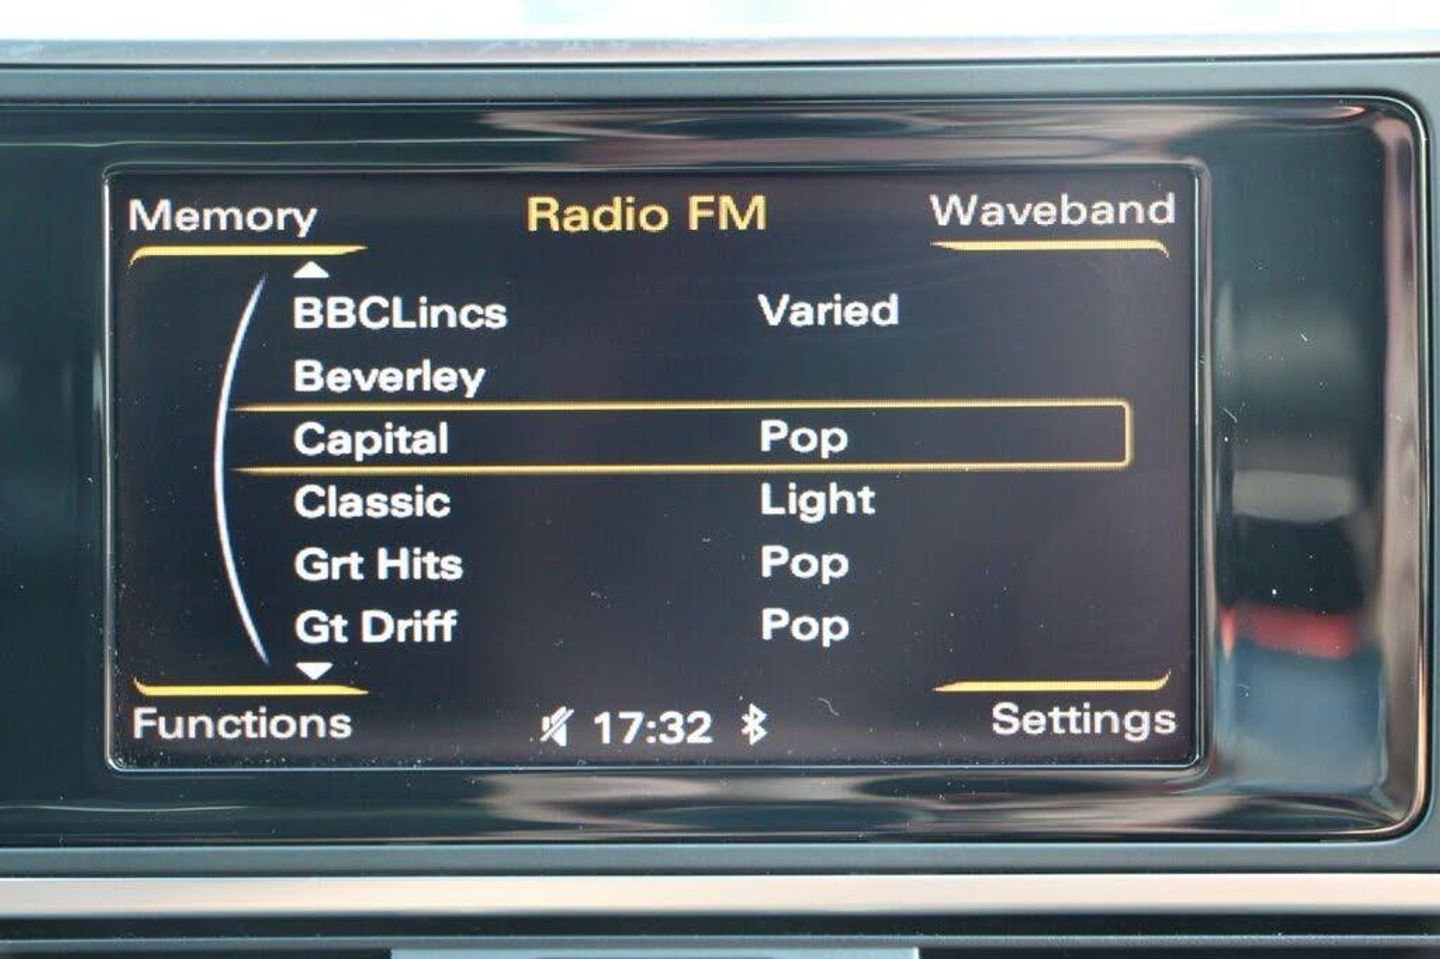 Memory Radio FM Waveband
BBCLincs Varied
Beverley
Capital Pop
Classic Light
Grt Hits Pop
Gt Driff Pop
Functions 17:32 Settings